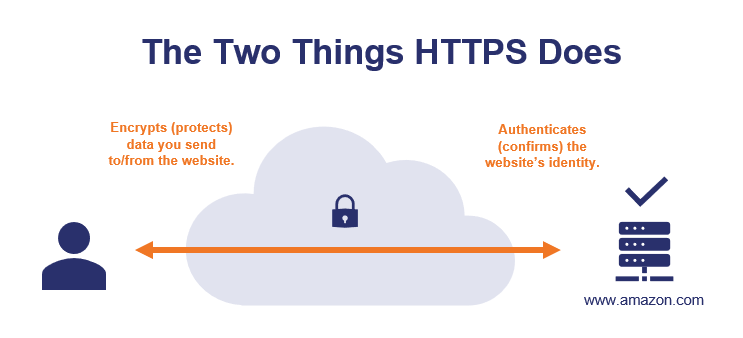 The Two Things HTTPS Does
Encrypts (protects)
data you send
to/from the website.
Authenticates
(confirms) the
website's identity.
www.amazon.com